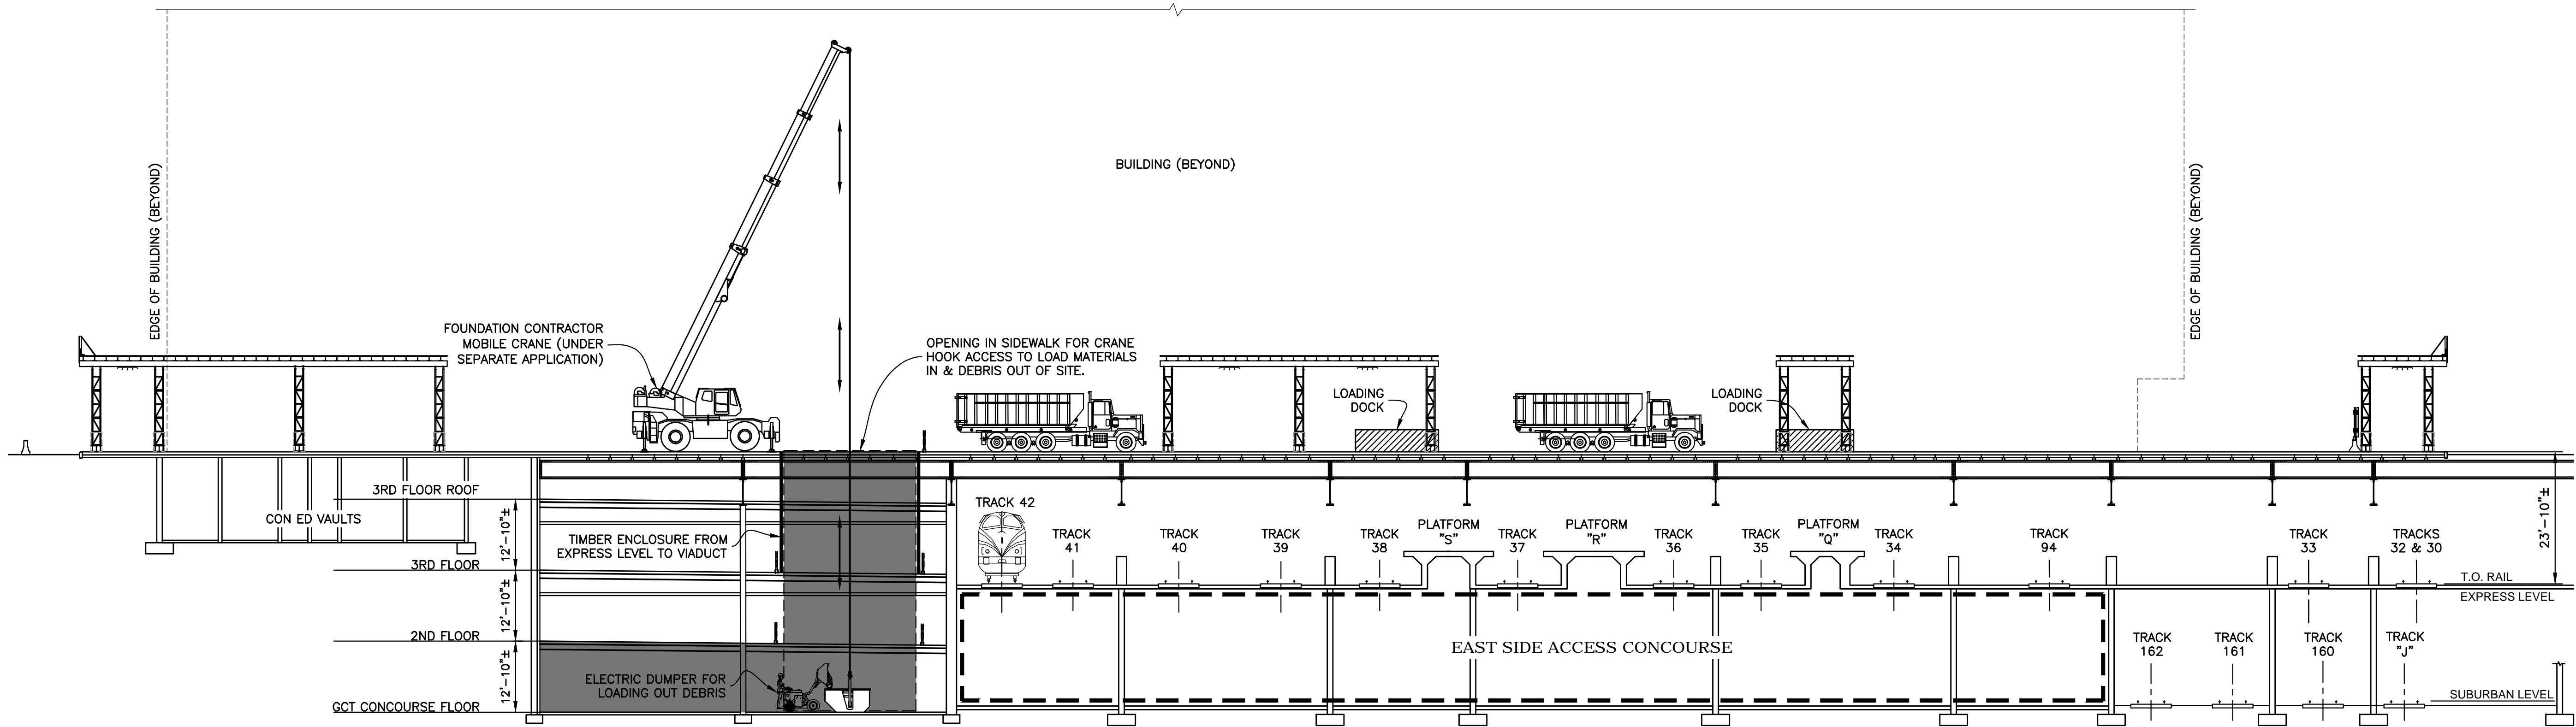 BUILDING (BEYOND)
EDGE OF BUILDING (BEYOND)
EDGE OF BUILDING (BEYOND)
FOUNDATION CONTRACTOR
MOBILE CRANE (UNDER
SEPARATE APPLICATION)
OPENING IN SIDEWALK FOR CRANE
HOOK ACCESS TO LOAD MATERIALS
IN & DEBRIS OUT OF SITE.
LOADING
DOCK
LOADING
DOCK
3RD FLOOR ROOF
CON ED VAULTS
12'-10"±
TIMBER ENCLOSURE FROM
EXPRESS LEVEL TO VIADUCT
3RD FLOOR
12'-10"±
2ND FLOOR
12'-10"±
ELECTRIC DUMPER FOR
LOADING OUT DEBRIS
GCT CONCOURSE FLOOR
TRACK 42
TRACK
41
TRACK
40
TRACK
39
TRACK
38
PLATFORM
"S"
TRACK
37
PLATFORM
"R"
TRACK
36
TRACK
35
PLATFORM
"Q"
TRACK
34
TRACK
94
TRACK
33
TRACKS
32 & 30
23'-10"±
T.O. RAIL
EXPRESS LEVEL
EAST SIDE ACCESS CONCOURSE
TRACK
162
TRACK
161
TRACK
160
TRACK
"J"
SUBURBAN LEVEL